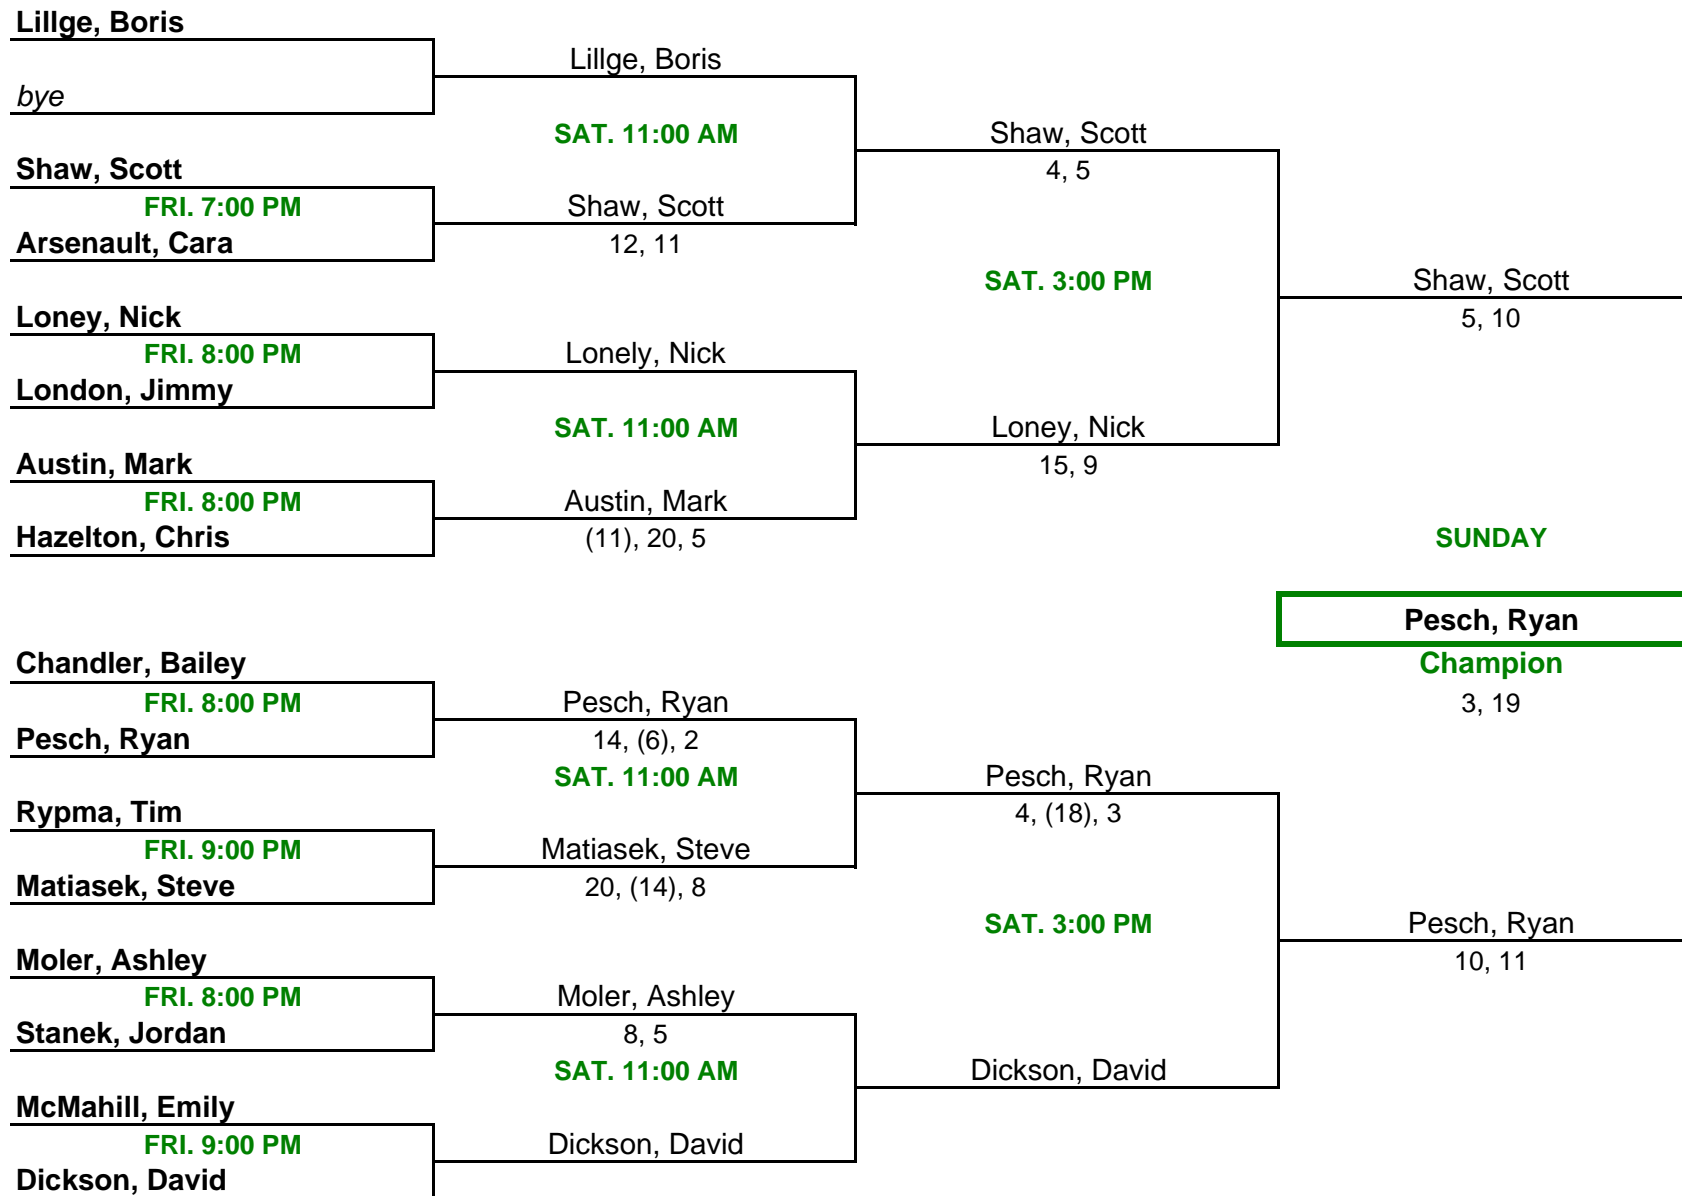 Lillge, Boris
Lillge, Boris
bye
SAT. 11:00 AM
Shaw, Scott
Shaw, Scott
4, 5
FRI. 7:00 PM
Shaw, Scott
Arsenault, Cara
12, 11
SAT. 3:00 PM
Shaw, Scott
5, 10
Loney, Nick
FRI. 8:00 PM
Lonely, Nick
London, Jimmy
SAT. 11:00 AM
Loney, Nick
15, 9
Austin, Mark
FRI. 8:00 PM
Austin, Mark
Hazelton, Chris
(11), 20, 5
SUNDAY
Pesch, Ryan
Champion
3, 19
Chandler, Bailey
FRI. 8:00 PM
Pesch, Ryan
Pesch, Ryan
14, (6), 2
SAT. 11:00 AM
Pesch, Ryan
4, (18), 3
Rypma, Tim
FRI. 9:00 PM
Matiasek, Steve
Matiasek, Steve
20, (14), 8
SAT. 3:00 PM
Pesch, Ryan
10, 11
Moler, Ashley
FRI. 8:00 PM
Moler, Ashley
Stanek, Jordan
8, 5
SAT. 11:00 AM
Dickson, David
McMahill, Emily
FRI. 9:00 PM
Dickson, David
Dickson, David